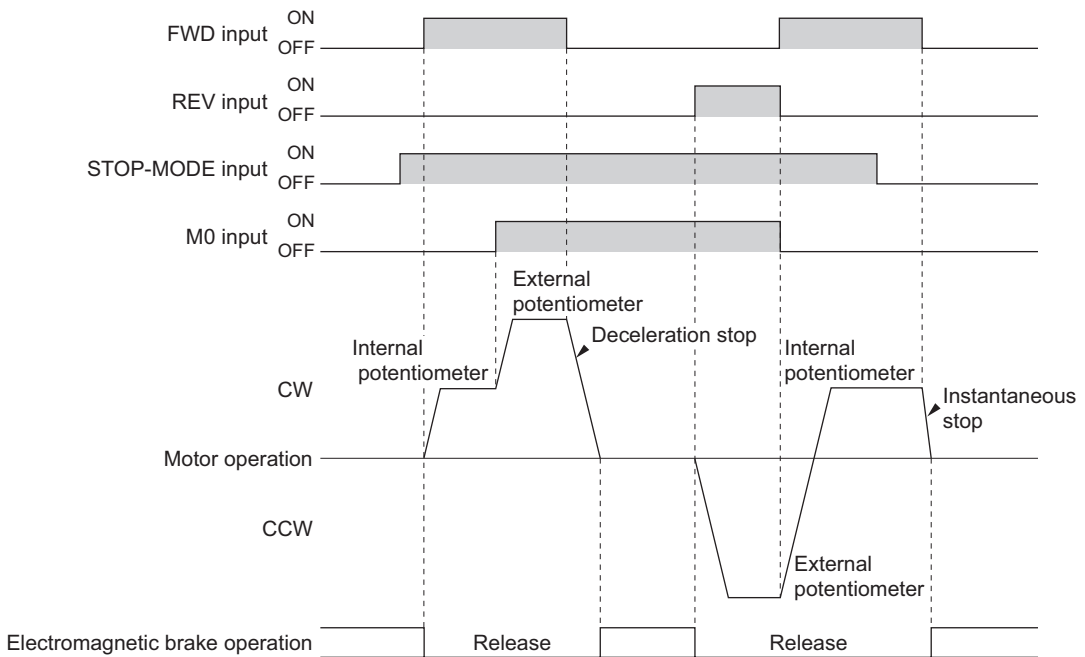 FWD input
ON
OFF
REV input
ON
OFF
STOP-MODE input
ON
OFF
M0 input
ON
OFF
External
potentiometer
Deceleration stop
Internal
potentiometer
Internal
potentiometer
CW
Instantaneous
stop
Motor operation
CCW
External
potentiometer
Electromagnetic brake operation
Release
Release